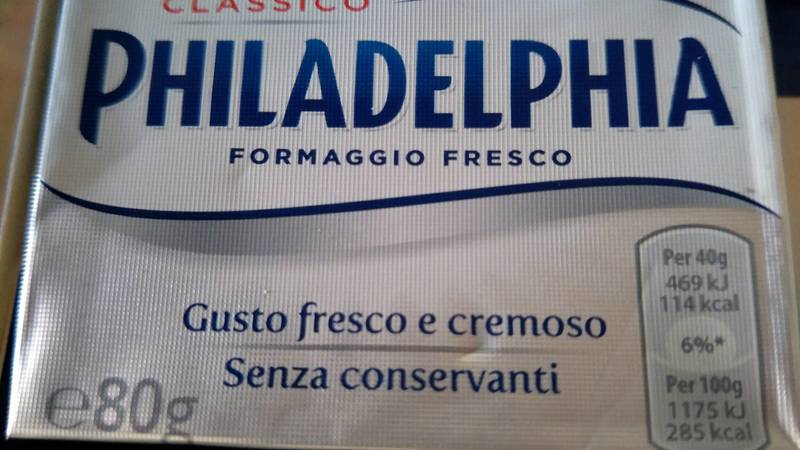 CLASSICO
PHILADELPHIA
FORMAGGIO FRESCO
Gusto fresco e cremoso
Senza conservanti
℮80g
Per 40g
469 kJ
114 kcal
6%*
Per 100g
1175 kJ
285 kcal